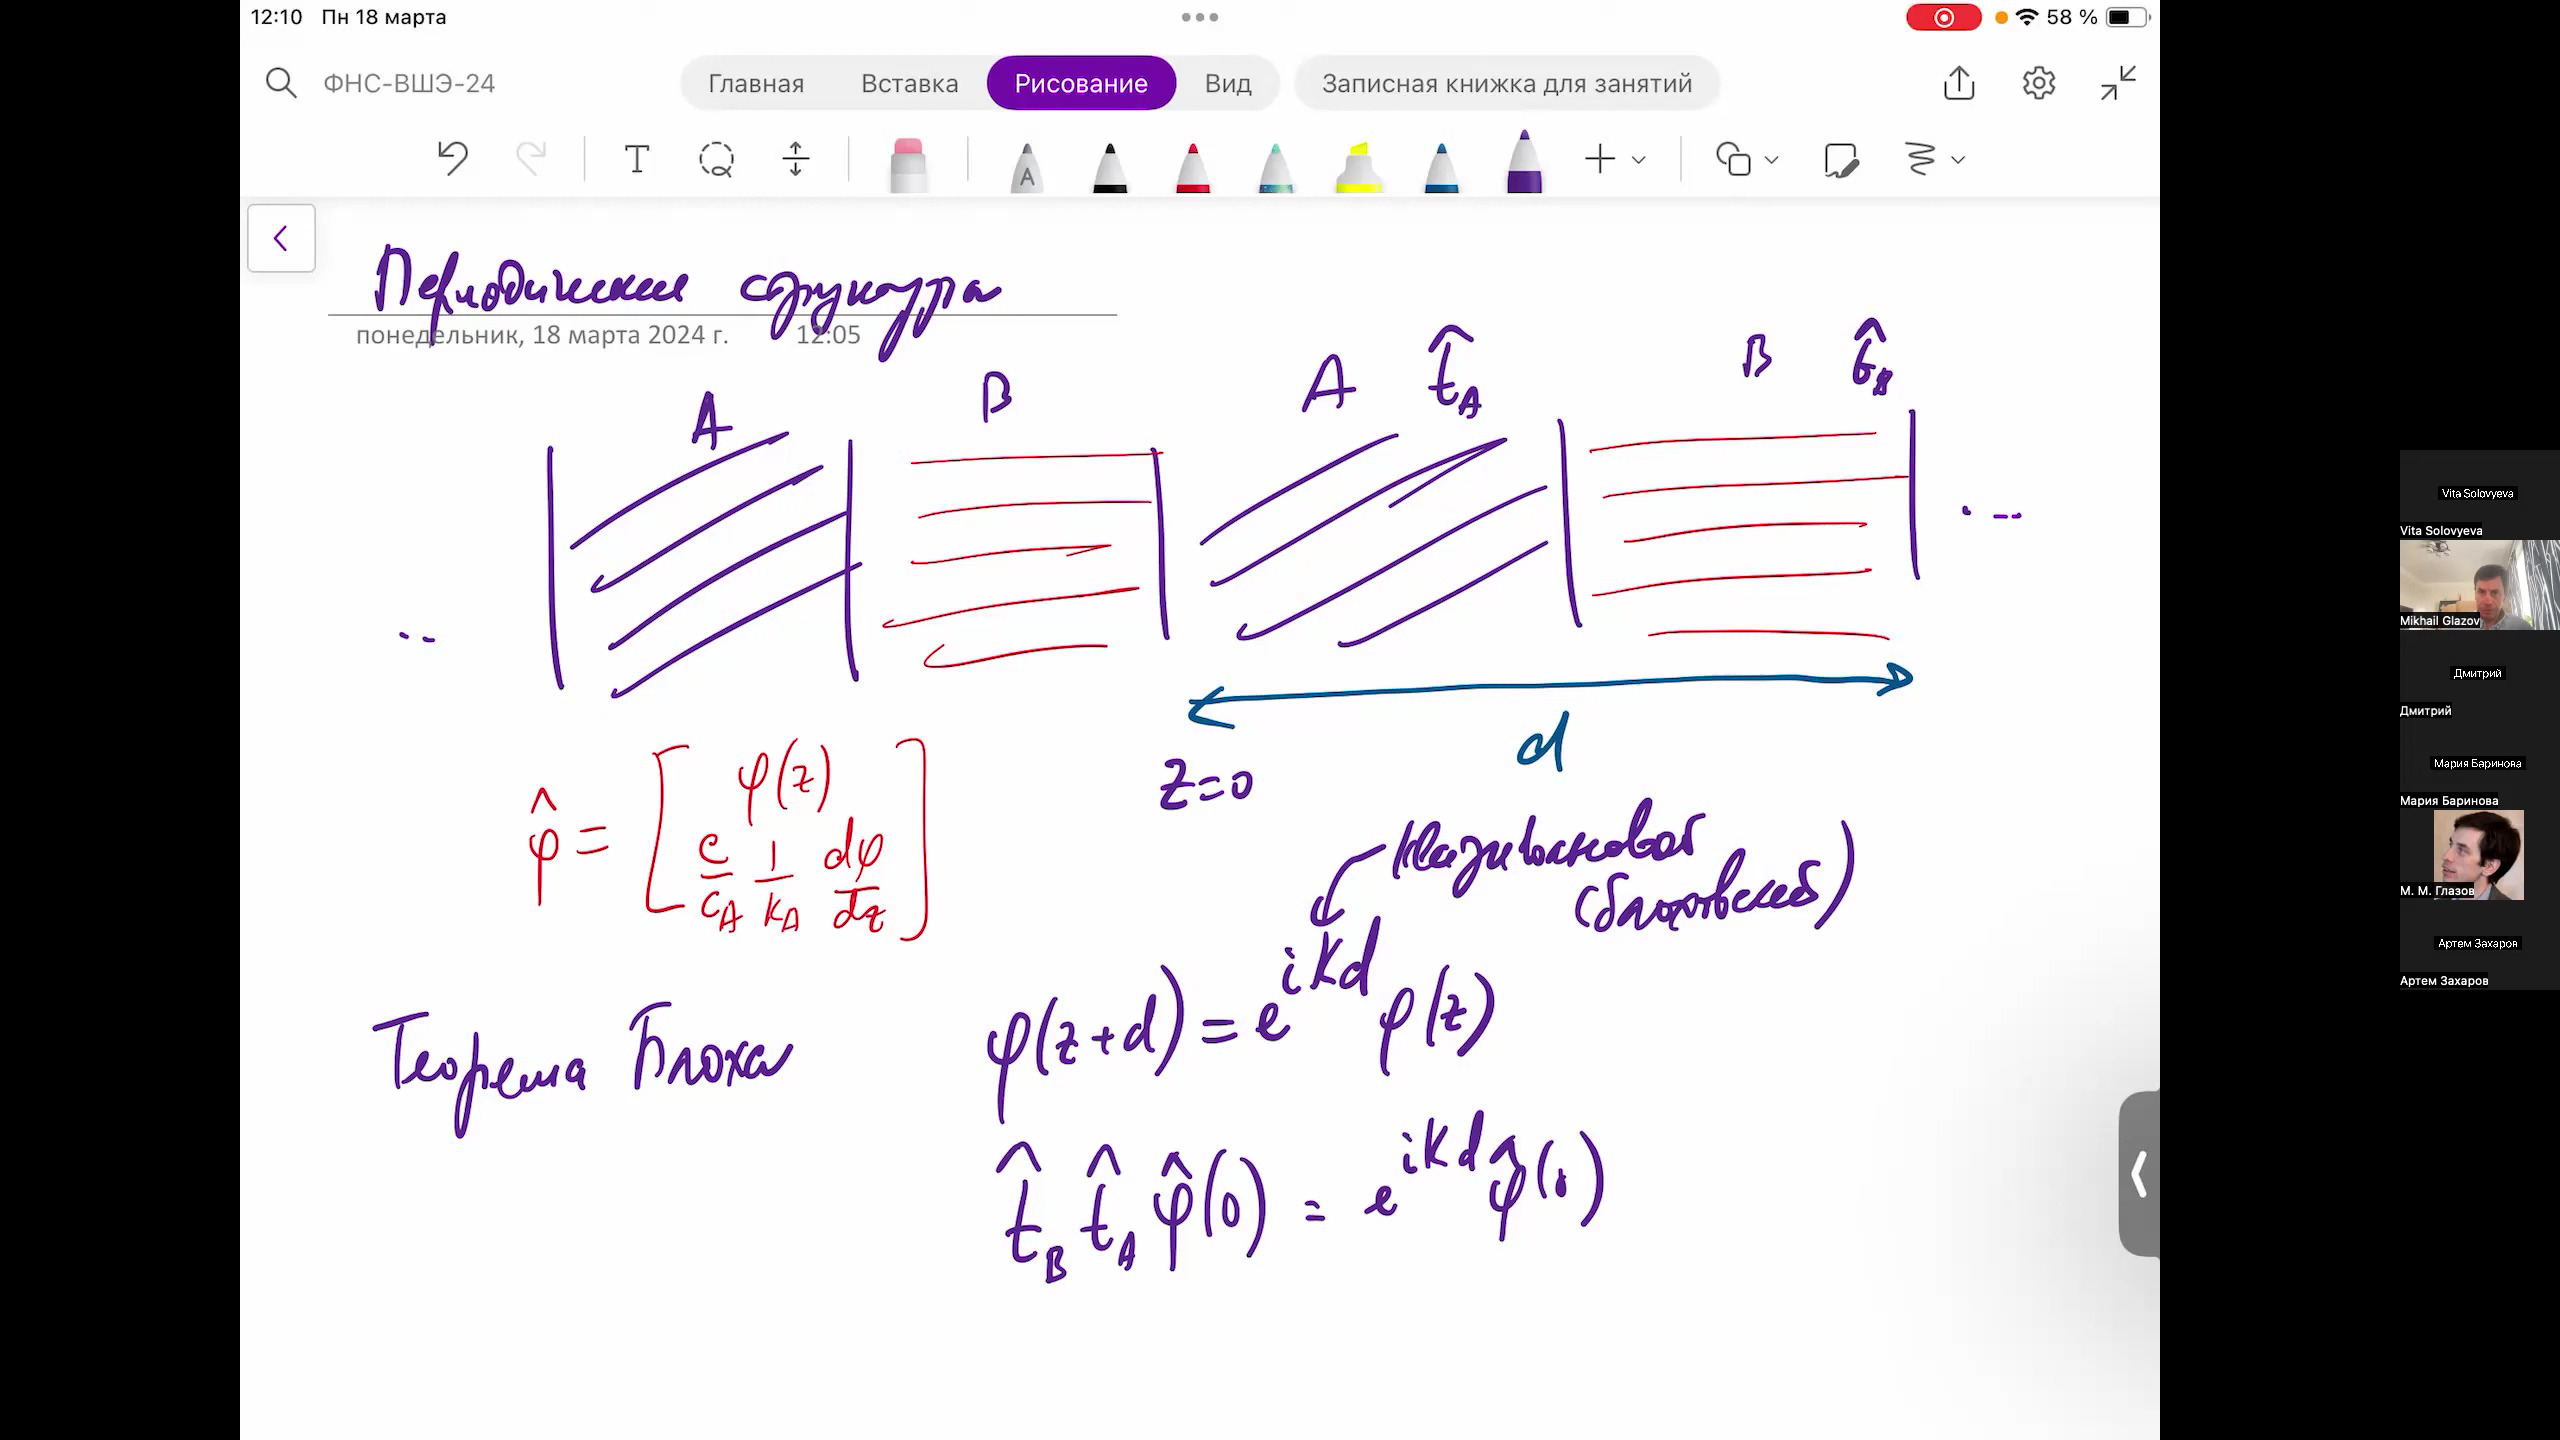 12:10 Пн 18 марта 58 %
ФНС-ВШЭ-24 Главная Вставка Рисование Вид Записная книжка для занятий
Периодическая структура
понедельник, 18 марта 2024 г. 12:05
A B A t̂_A B t̂_B
.. ...
d
z=0
φ̂ = [ φ(z) ; c/c_A 1/k_A dφ/dz ]
Квазиволновой
(блоховский)
Теорема Блоха φ(z+d) = e^{iKd} φ(z)
t̂_B t̂_A φ̂(0) = e^{iKd} φ̂(0)
Vita Solovyeva
Vita Solovyeva
Mikhail Glazov
Дмитрий
Дмитрий
Мария Баринова
Мария Баринова
М. М. Глазов
Артем Захаров
Артем Захаров